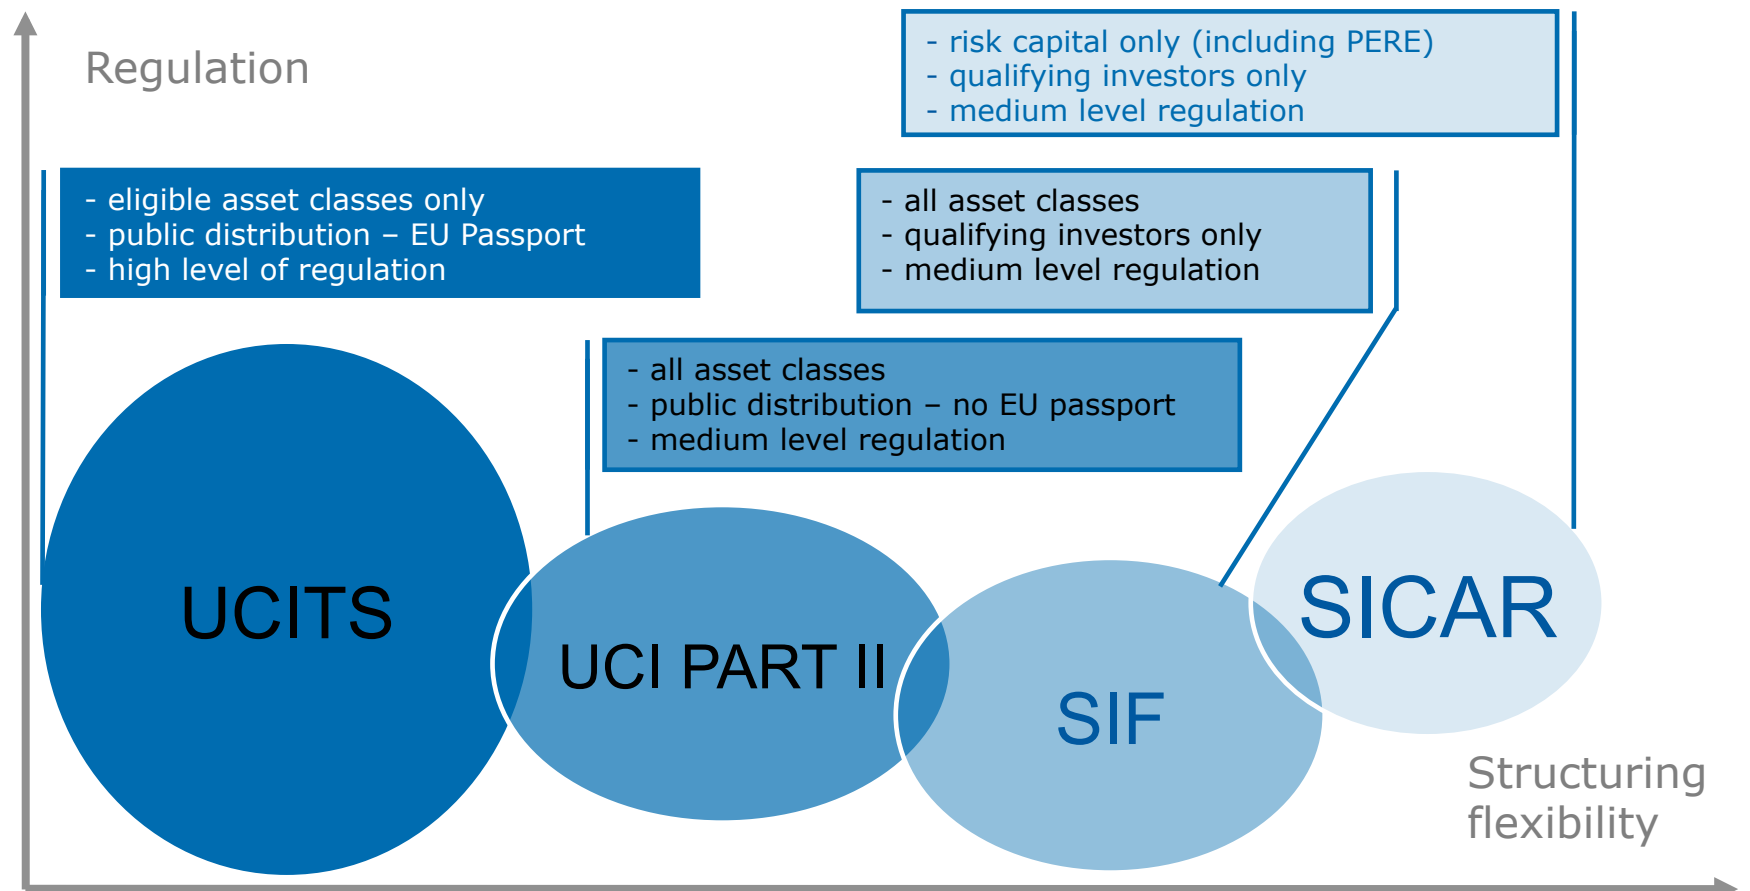 Regulation
- risk capital only (including PERE)
- qualifying investors only
- medium level regulation
- eligible asset classes only
- public distribution – EU Passport
- high level of regulation
- all asset classes
- qualifying investors only
- medium level regulation
- all asset classes
- public distribution – no EU passport
- medium level regulation
UCITS
UCI PART II
SIF
SICAR
Structuring
flexibility